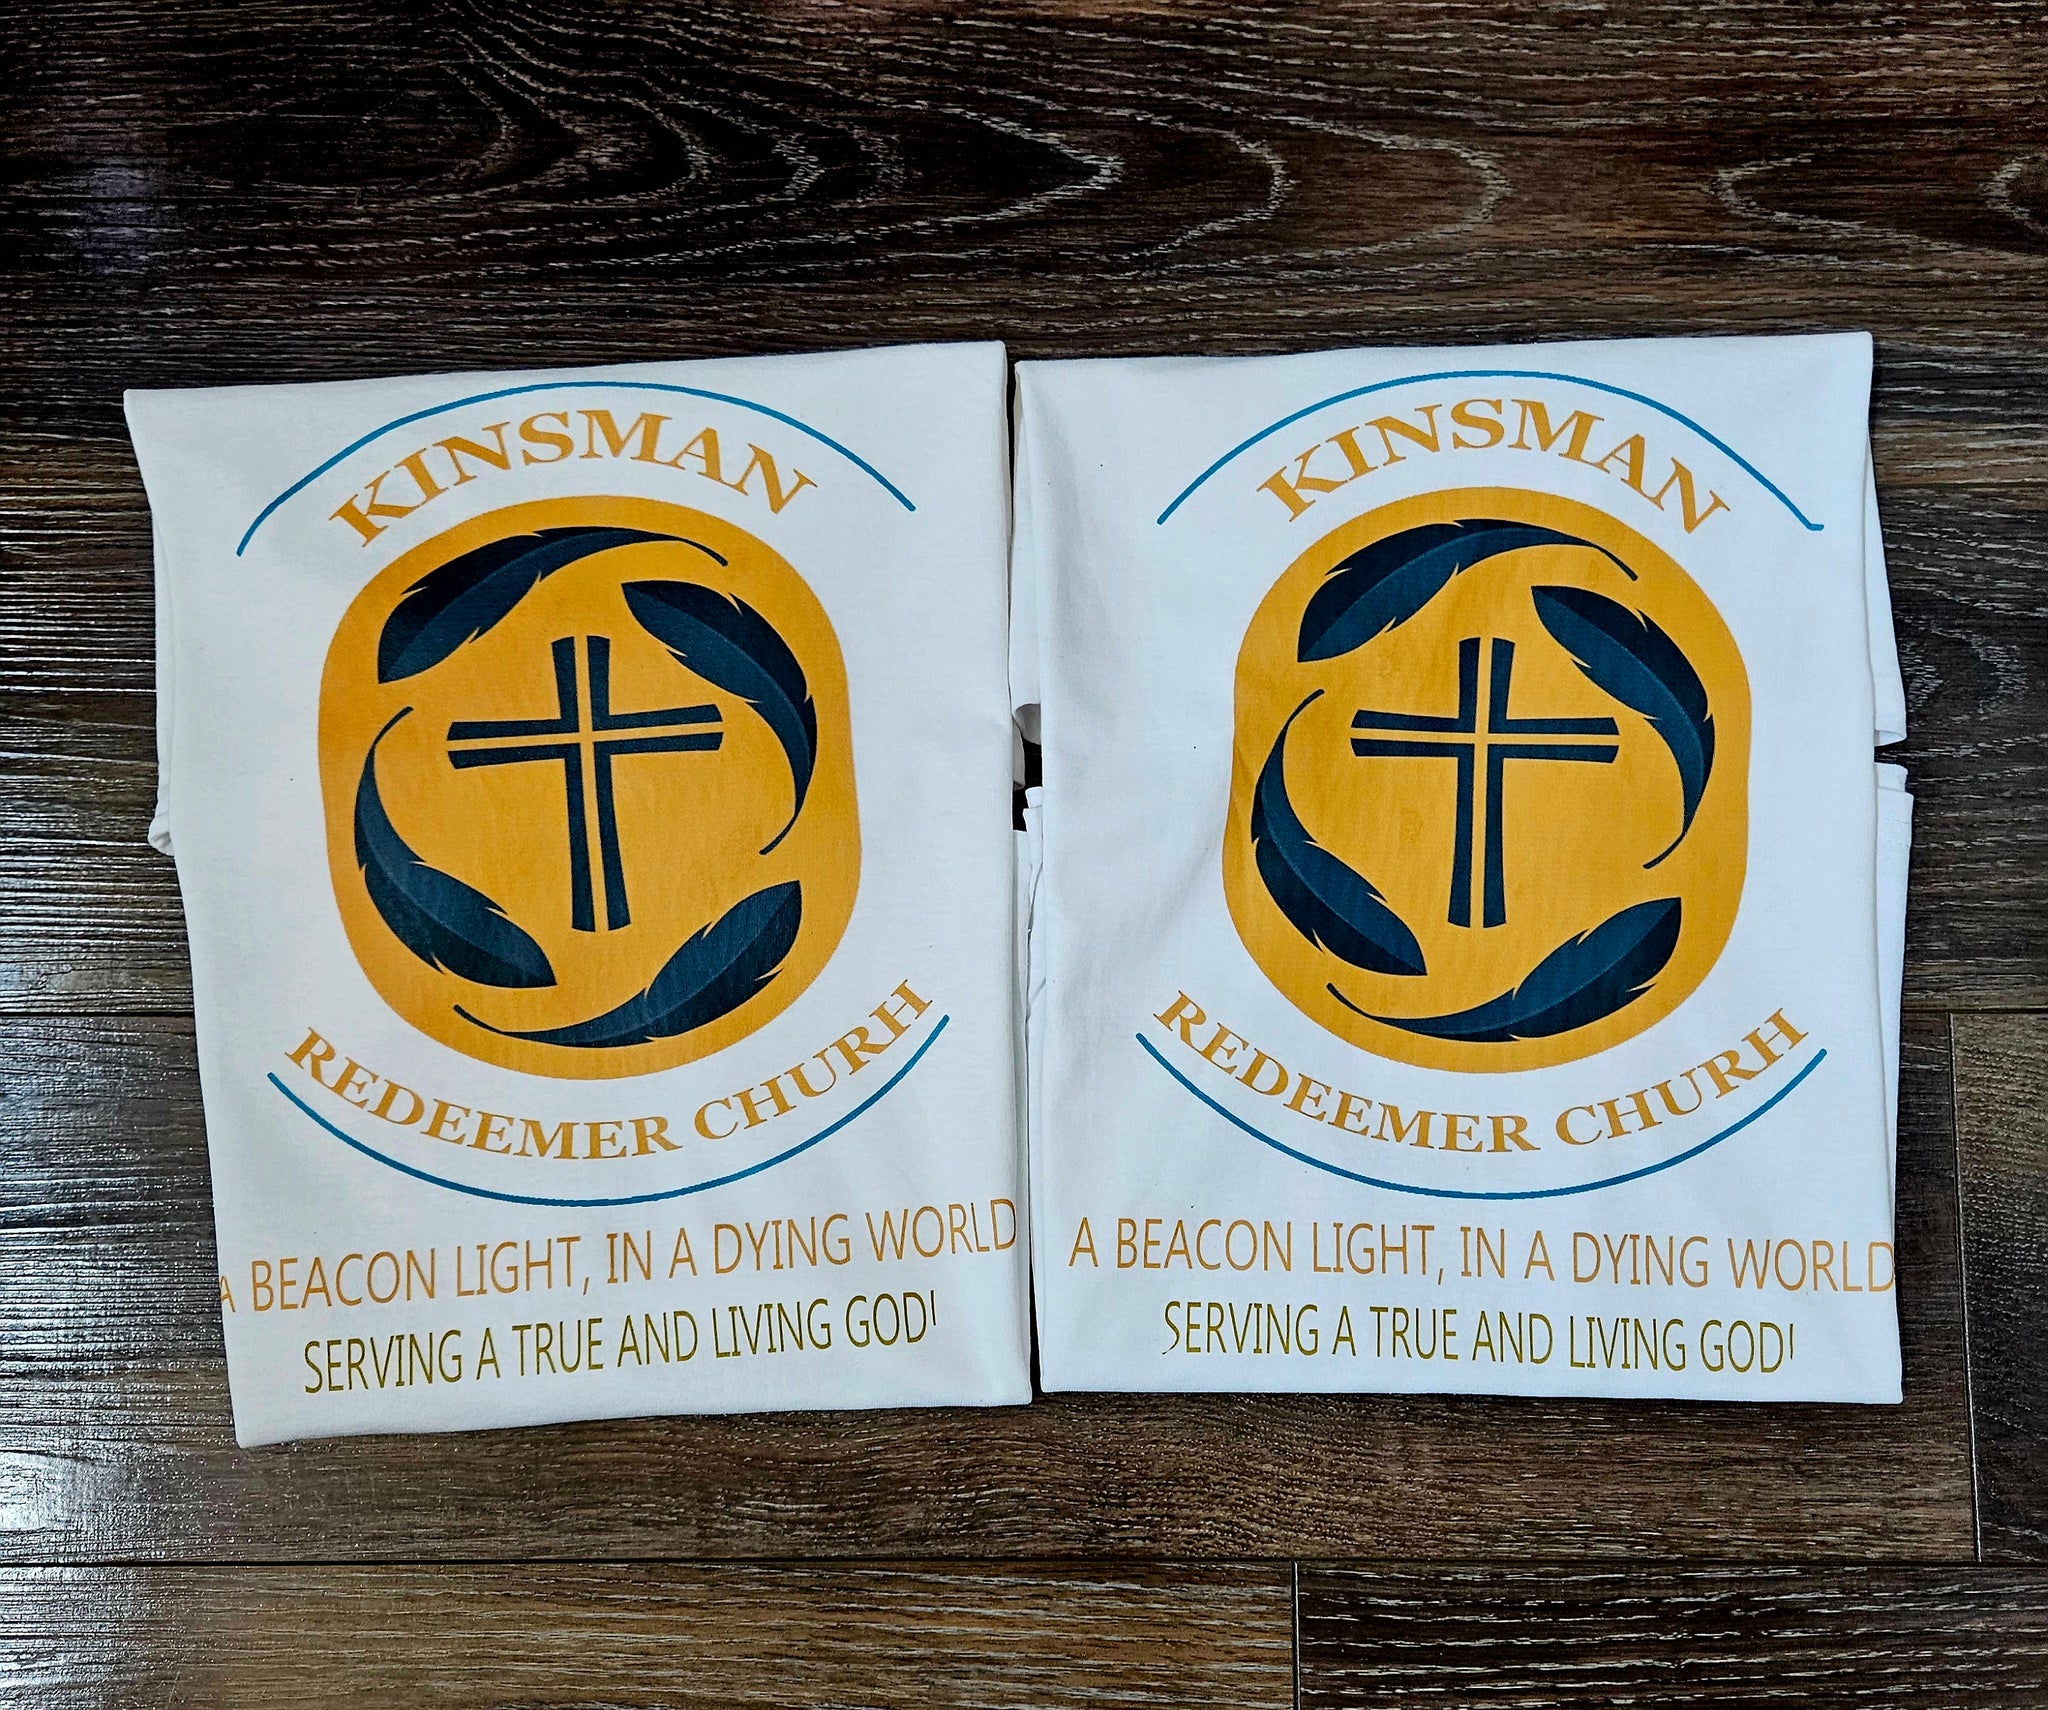 KINSMAN
REDEEMER CHURH
A BEACON LIGHT, IN A DYING WORLD
SERVING A TRUE AND LIVING GOD!
KINSMAN
REDEEMER CHURH
A BEACON LIGHT, IN A DYING WORLD
SERVING A TRUE AND LIVING GOD!